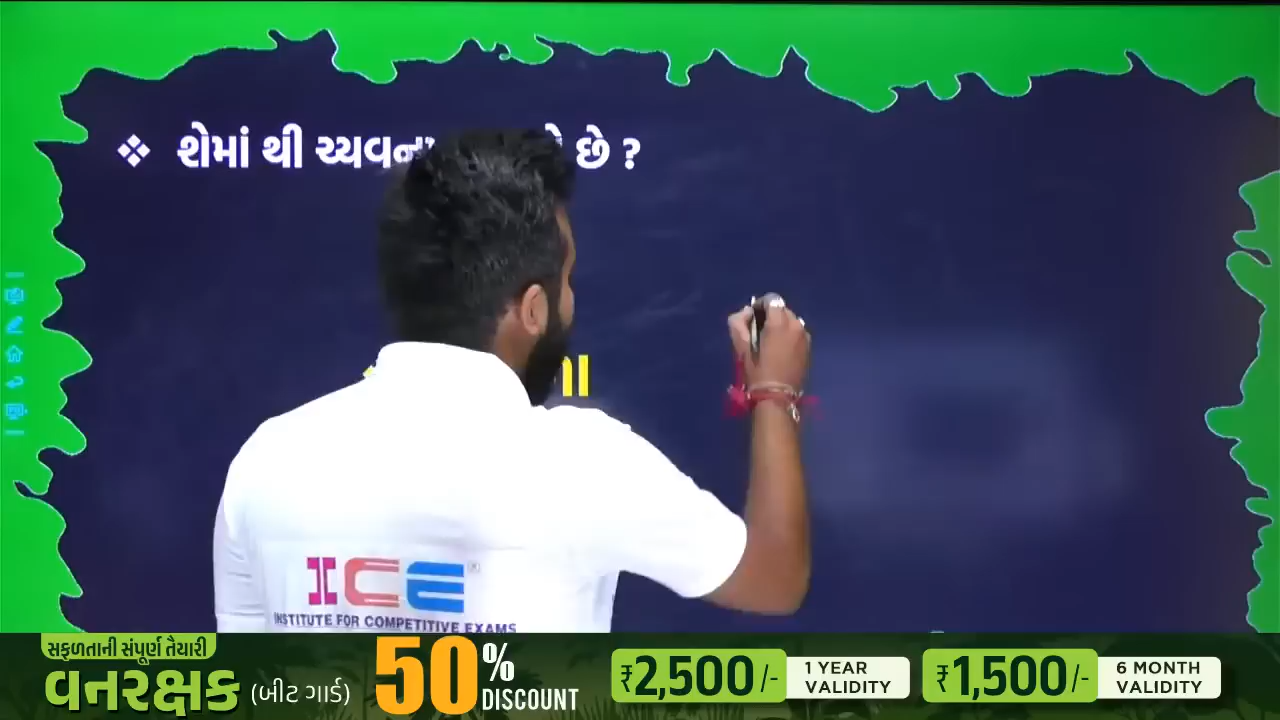 ❖ શેમાં થી છે ?
ICE
INSTITUTE FOR COMPETITIVE EXAMS
સફળતાની સંપૂર્ણ તૈયારી
વનરક્ષક (બીટ ગાર્ડ)
50% DISCOUNT
₹2,500/- 1 YEAR VALIDITY
₹1,500/- 6 MONTH VALIDITY